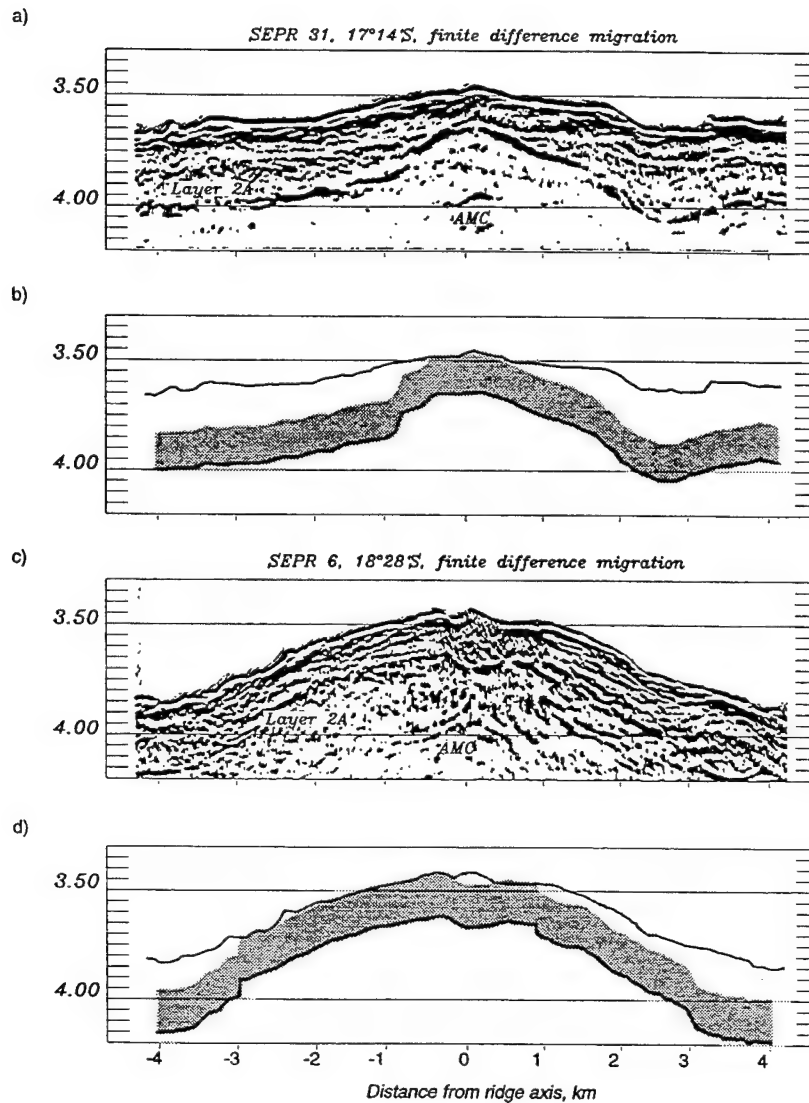 a)
SEPR 31, 17°14'S, finite difference migration
3.50
Layer 2A
4.00
AMC
b)
3.50
4.00
c)
SEPR 6, 18°28'S, finite difference migration
3.50
Layer 2A
4.00
AMC
d)
3.50
4.00
-4 -3 -2 -1 0 1 2 3 4
Distance from ridge axis, km